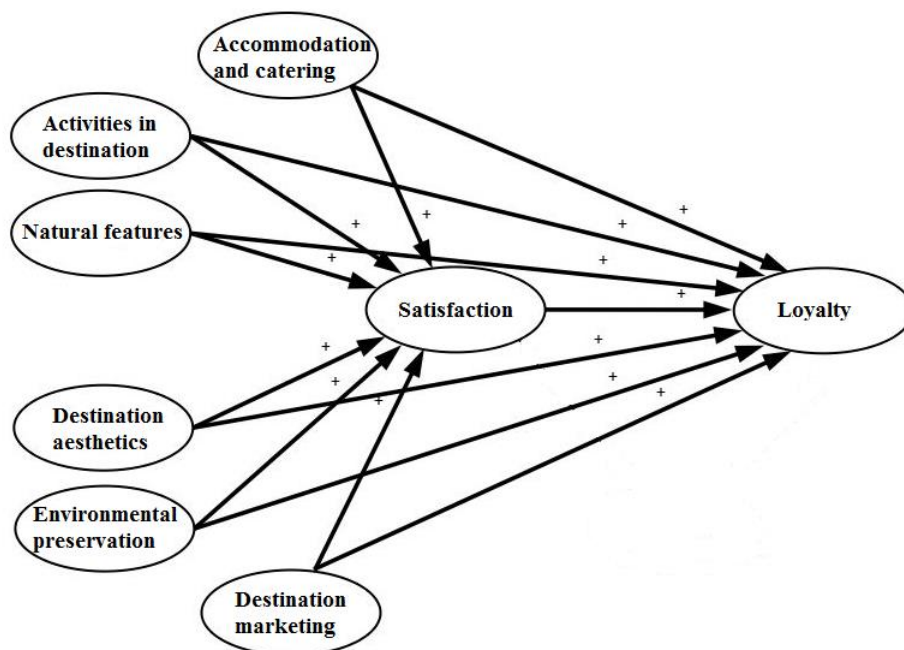 Accommodation
and catering
Activities in
destination
Natural features
+
+
+
+
+
+
Satisfaction
+
Loyalty
+
+
+
+
+
+
Destination
aesthetics
Environmental
preservation
Destination
marketing